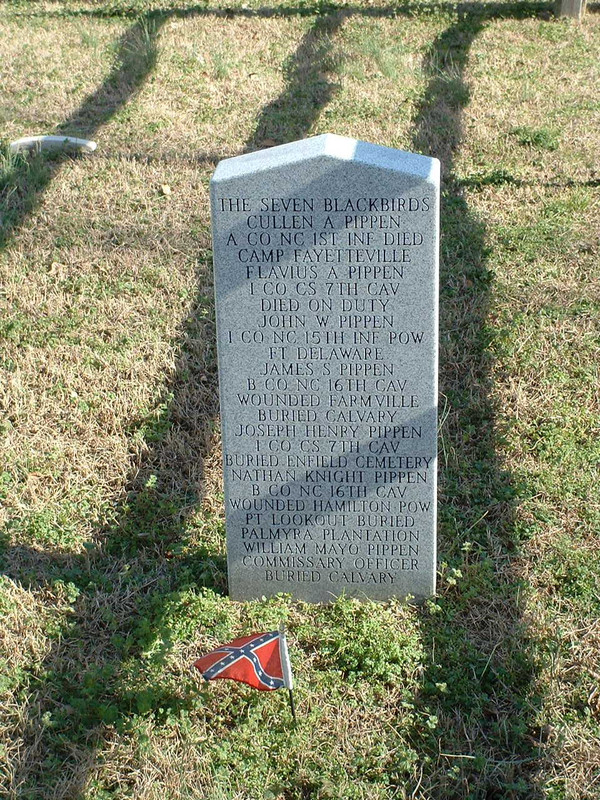 THE SEVEN BLACKBIRDS
CULLEN A PIPPEN
A CO NC 1ST INF DIED
CAMP FAYETTEVILLE
FLAVIUS A PIPPEN
I CO CS 7TH CAV
DIED ON DUTY
JOHN W PIPPEN
I CO NC 15TH INF POW
FT DELAWARE
JAMES S PIPPEN
B CO NC 16TH CAV
WOUNDED FARMVILLE
BURIED CALVARY
JOSEPH HENRY PIPPEN
I CO CS 7TH CAV
BURIED ENFIELD CEMETERY
NATHAN KNIGHT PIPPEN
B CO NC 16TH CAV
WOUNDED HAMILTON POW
PT LOOKOUT BURIED
PALMYRA PLANTATION
WILLIAM MAYO PIPPEN
COMMISSARY OFFICER
BURIED CALVARY